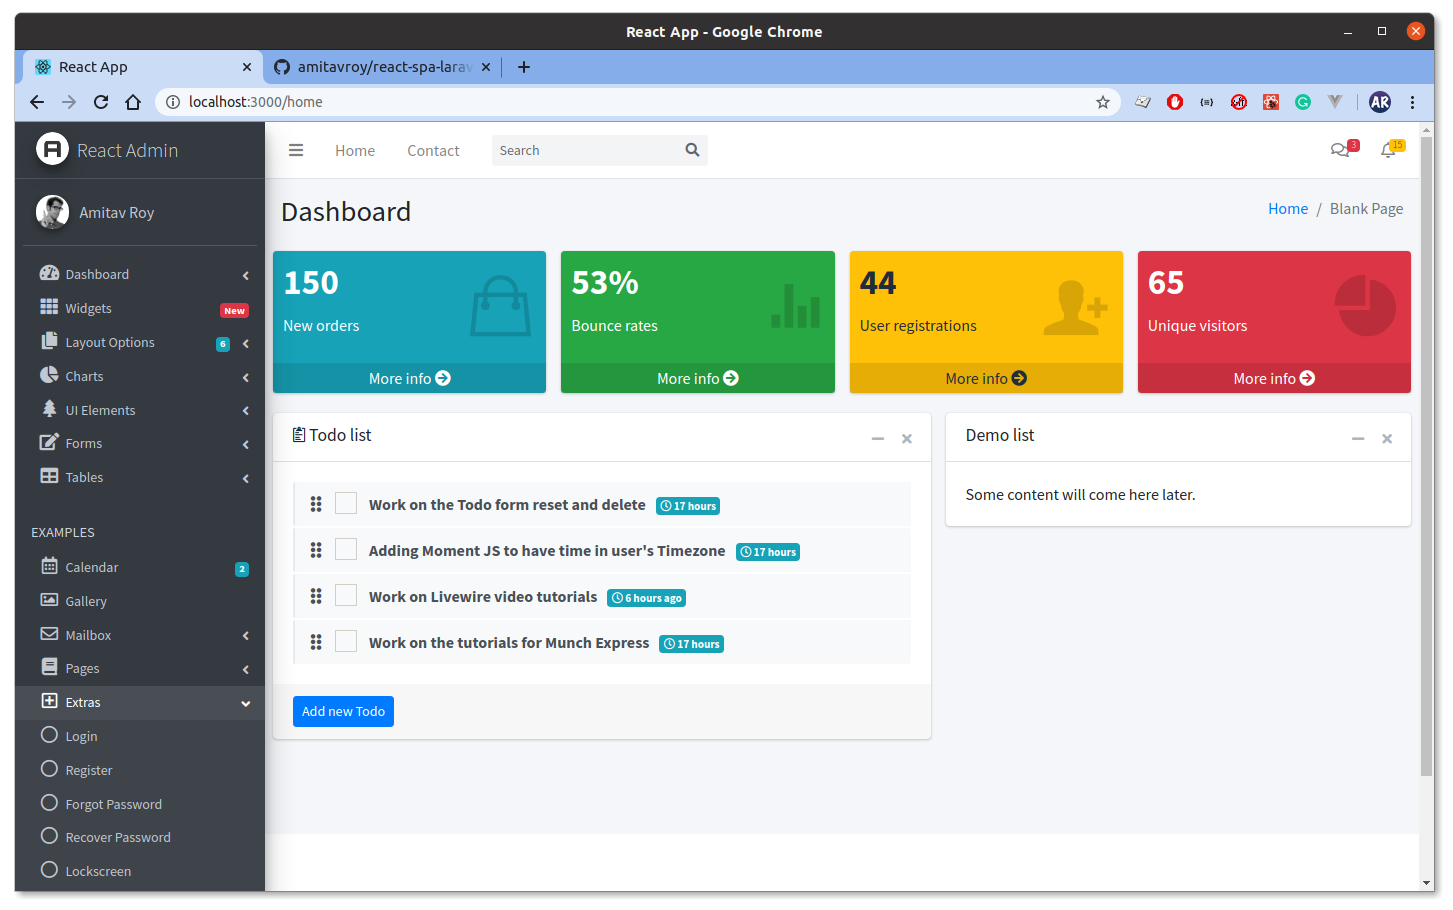 React App - Google Chrome
React App
amitavroy/react-spa-larav
localhost:3000/home
AR
React Admin
Home
Contact
Search
3
15
Amitav Roy
Dashboard
Home / Blank Page
Dashboard
Widgets
New
Layout Options
6
Charts
UI Elements
Forms
Tables
EXAMPLES
Calendar
2
Gallery
Mailbox
Pages
Extras
Login
Register
Forgot Password
Recover Password
Lockscreen
150
New orders
More info
53%
Bounce rates
More info
44
User registrations
More info
65
Unique visitors
More info
Todo list
Work on the Todo form reset and delete 17 hours
Adding Moment JS to have time in user's Timezone 17 hours
Work on Livewire video tutorials 6 hours ago
Work on the tutorials for Munch Express 17 hours
Add new Todo
Demo list
Some content will come here later.